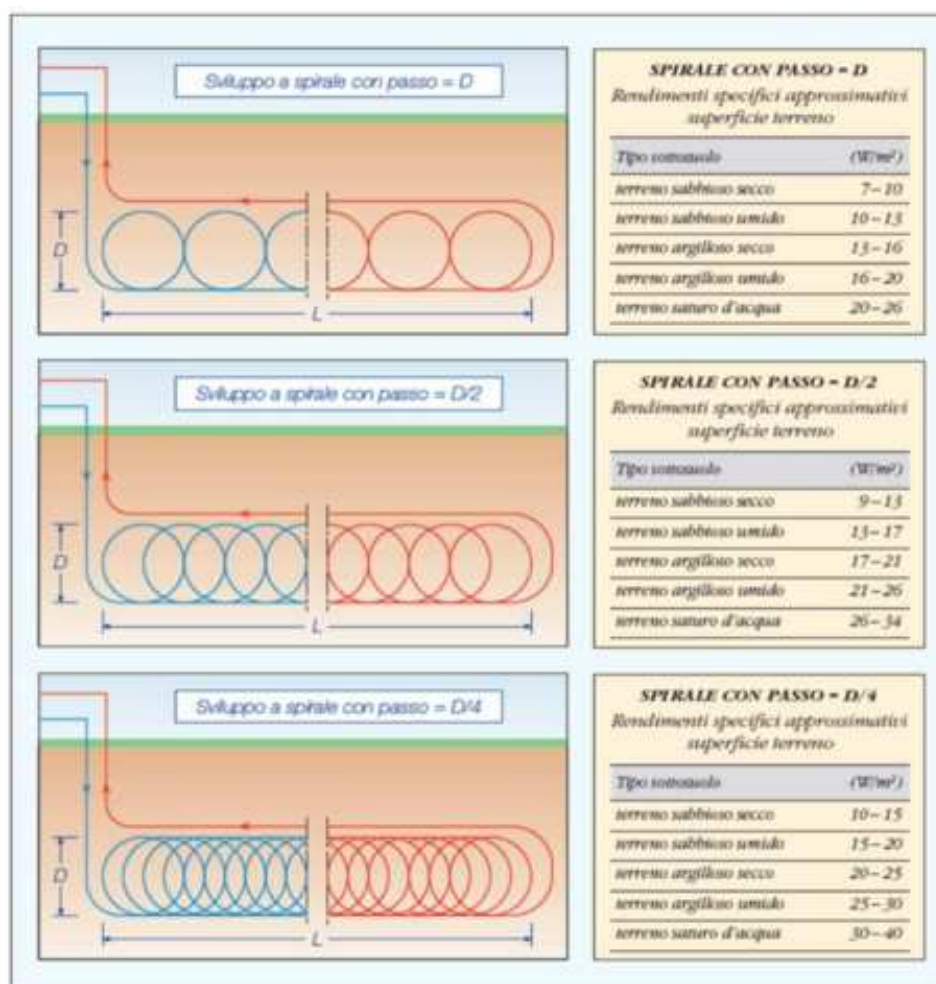 Sviluppo a spirale con passo = D
D
L
SPIRALE CON PASSO = D
Rendimenti specifici approssimativi
superficie terreno
Tipo sottosuolo (W/m²)
terreno sabbioso secco 7–10
terreno sabbioso umido 10–13
terreno argilloso secco 13–16
terreno argilloso umido 16–20
terreno saturo d'acqua 20–26
Sviluppo a spirale con passo = D/2
D
L
SPIRALE CON PASSO = D/2
Rendimenti specifici approssimativi
superficie terreno
Tipo sottosuolo (W/m²)
terreno sabbioso secco 9–13
terreno sabbioso umido 13–17
terreno argilloso secco 17–21
terreno argilloso umido 21–26
terreno saturo d'acqua 26–34
Sviluppo a spirale con passo = D/4
D
L
SPIRALE CON PASSO = D/4
Rendimenti specifici approssimativi
superficie terreno
Tipo sottosuolo (W/m²)
terreno sabbioso secco 10–15
terreno sabbioso umido 15–20
terreno argilloso secco 20–25
terreno argilloso umido 25–30
terreno saturo d'acqua 30–40